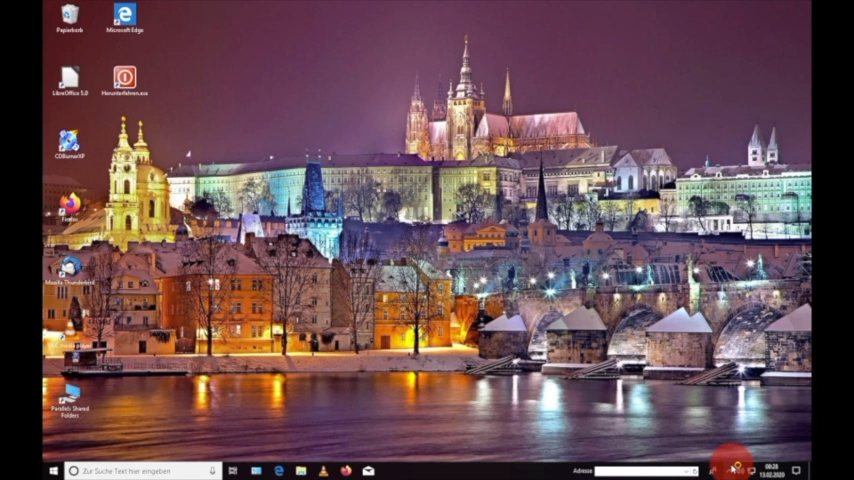 Papierkorb
Microsoft Edge
LibreOffice 5.0
Herunterfahren.exe
CDBurnerXP
Firefox
Mozilla Thunderbird
Parallels Shared
Folders
Zur Suche Text hier eingeben
Adresse
08:28
13.02.2020